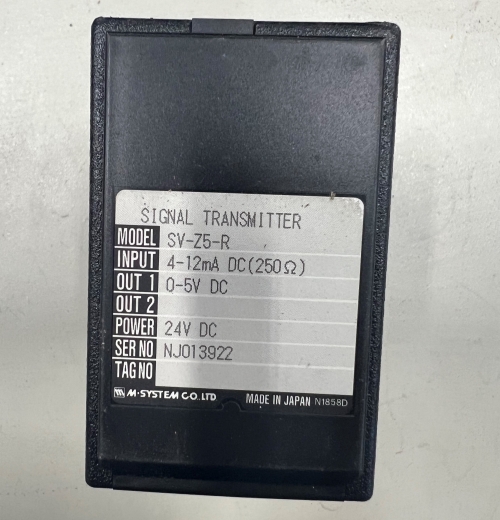 SIGNAL TRANSMITTER
MODEL SV-Z5-R
INPUT 4-12mA DC(250Ω)
OUT 1 0-5V DC
OUT 2
POWER 24V DC
SER NO NJ013922
TAG NO
M·SYSTEM CO.,LTD MADE IN JAPAN N1858D